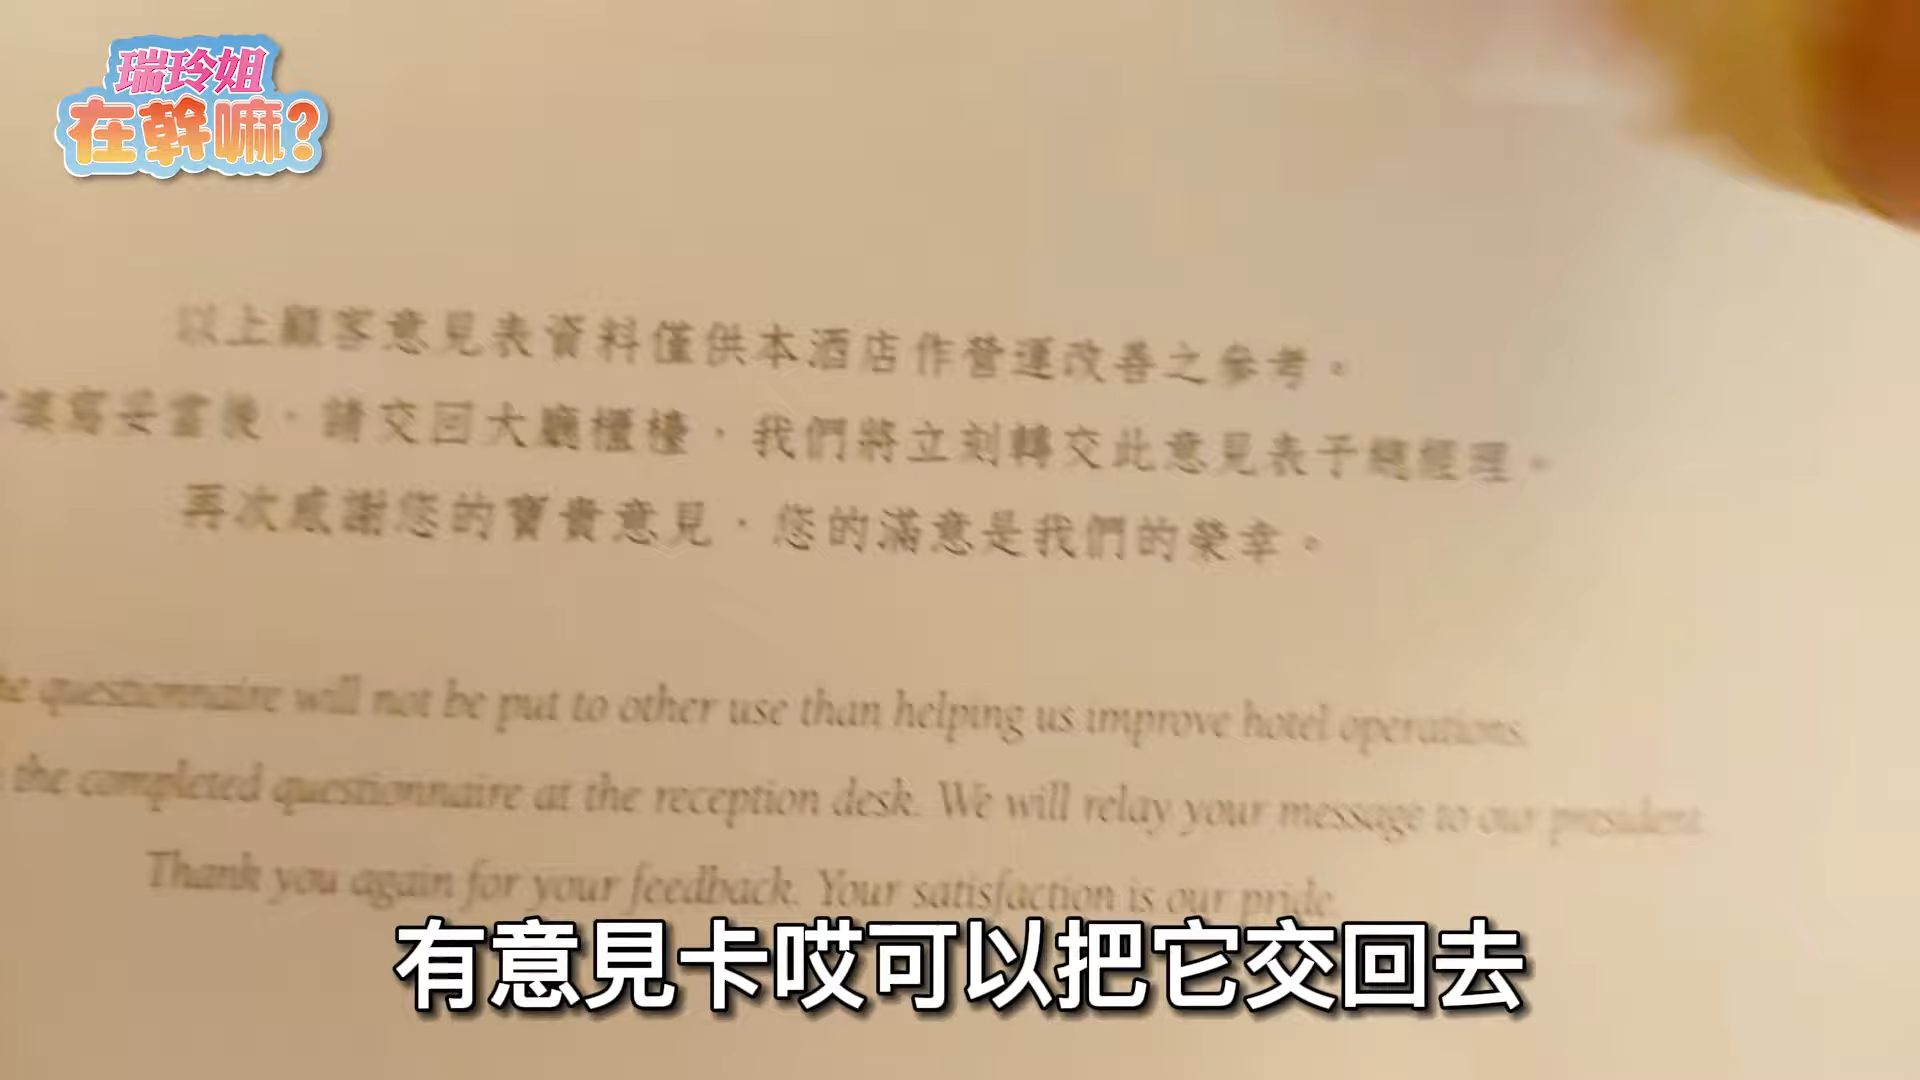 瑞玲姐
在幹嘛?
以上顧客意見表資料僅供本酒店作營運改善之參考。
填寫妥當後，請交回大廳櫃檯，我們將立刻轉交此意見表予總經理。
再次感謝您的寶貴意見，您的滿意是我們的榮幸。
questionnaire will not be put to other use than helping us improve hotel operations.
the completed questionnaire at the reception desk. We will relay your message to our president.
Thank you again for your feedback. Your satisfaction is our pride.
有意見卡哎可以把它交回去